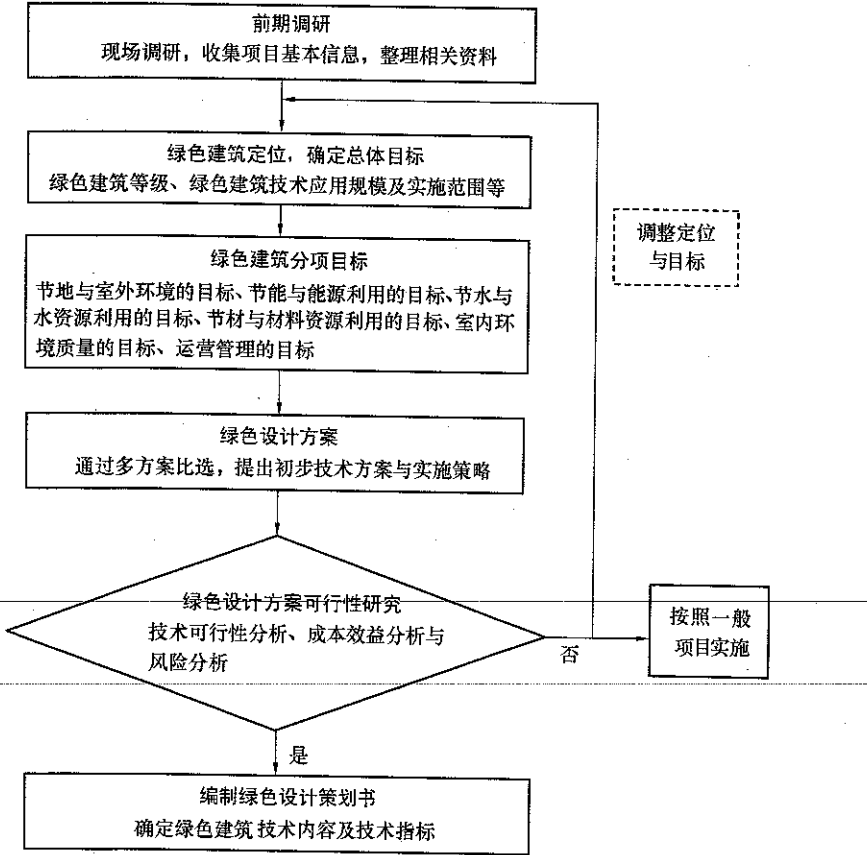 前期调研
现场调研，收集项目基本信息，整理相关资料
绿色建筑定位，确定总体目标
绿色建筑等级、绿色建筑技术应用规模及实施范围等
调整定位
与目标
绿色建筑分项目标
节地与室外环境的目标、节能与能源利用的目标、节水与
水资源利用的目标、节材与材料资源利用的目标、室内环
境质量的目标、运营管理的目标
绿色设计方案
通过多方案比选，提出初步技术方案与实施策略
绿色设计方案可行性研究
技术可行性分析、成本效益分析与
风险分析
否
按照一般
项目实施
是
编制绿色设计策划书
确定绿色建筑技术内容及技术指标